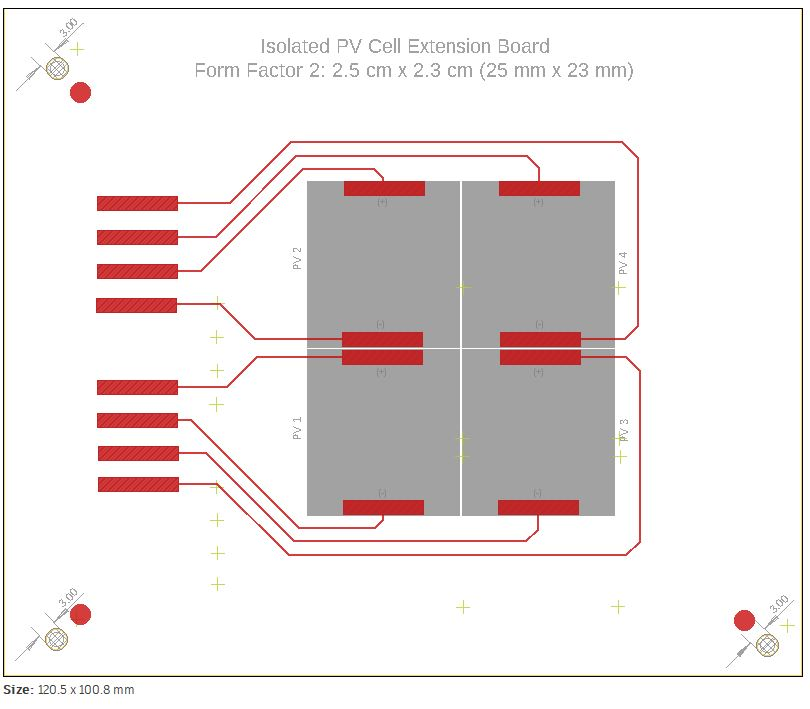 3.00
Isolated PV Cell Extension Board
Form Factor 2: 2.5 cm x 2.3 cm (25 mm x 23 mm)
(+)
(+)
PV 2
PV 4
(-)
(-)
(+)
(+)
PV 1
PV 3
(-)
(-)
3.00
3.00
Size: 120.5 x 100.8 mm